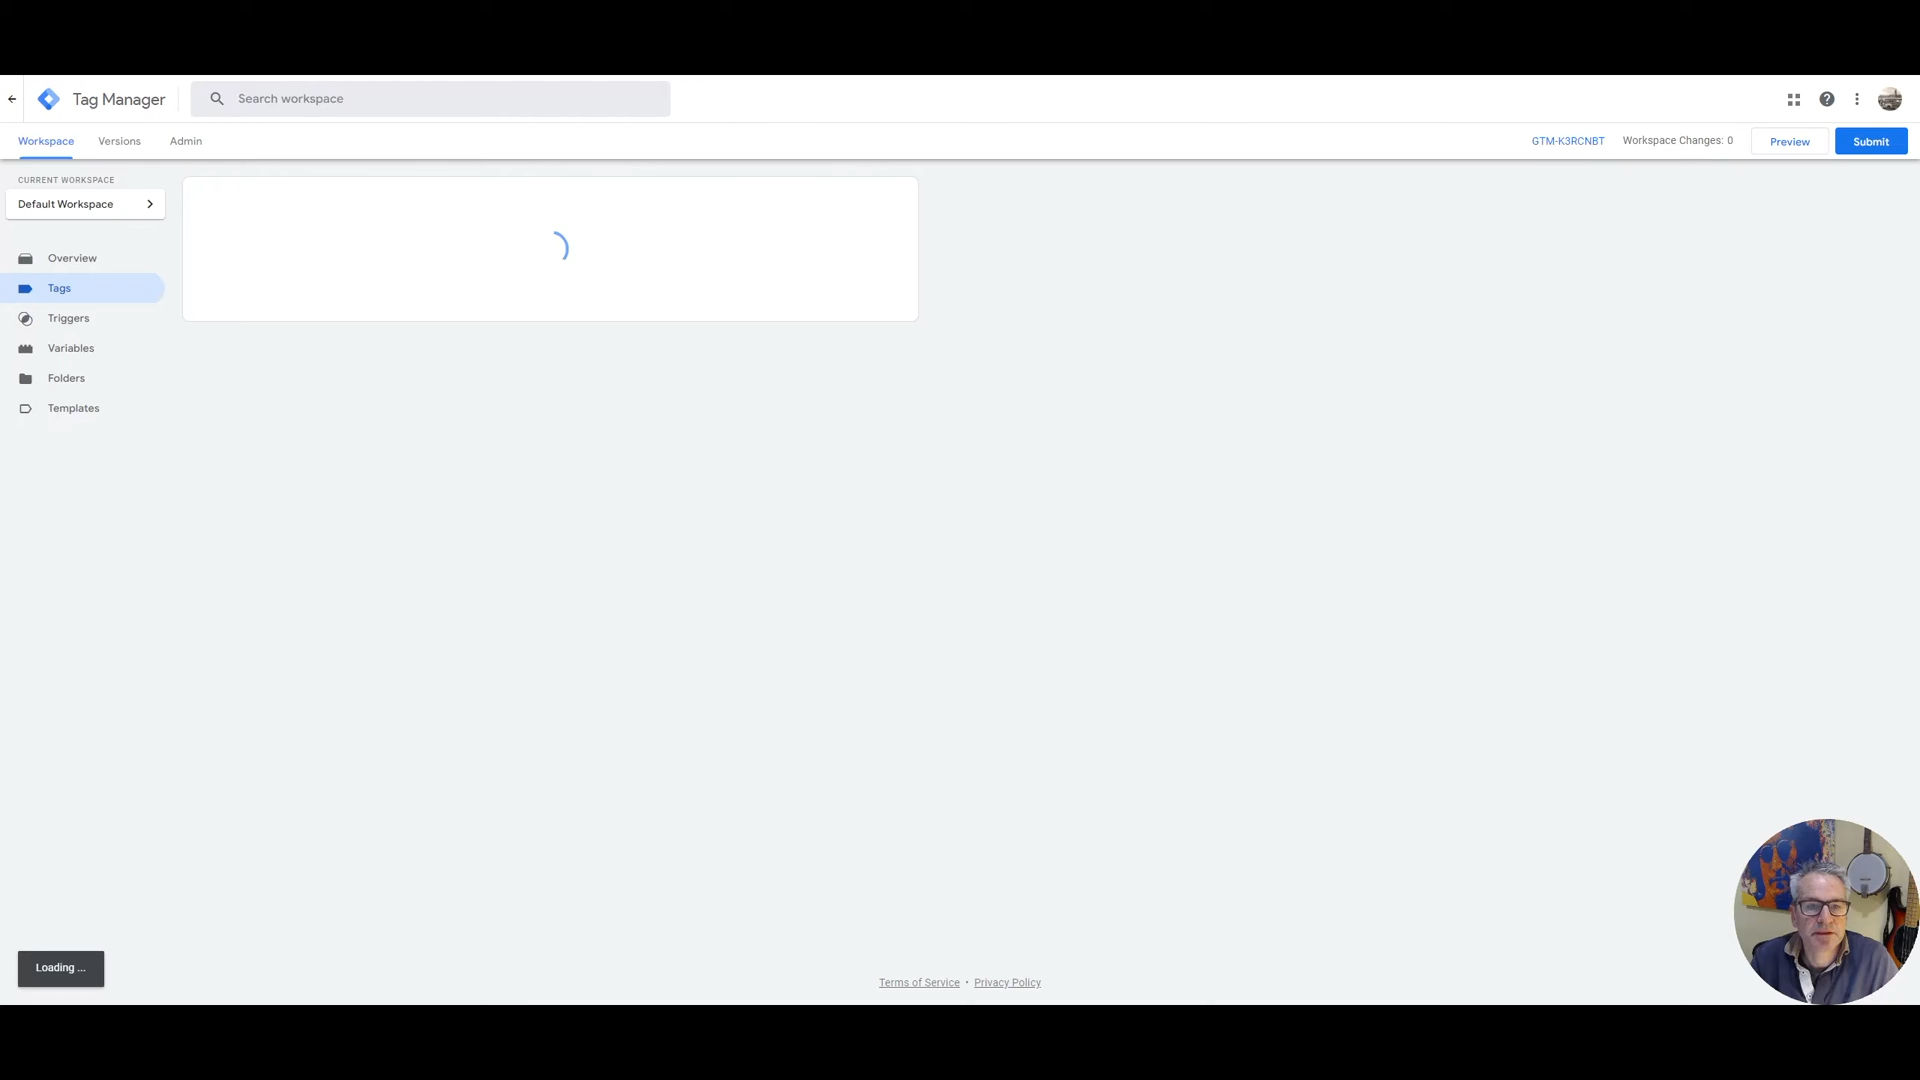 Tag Manager
Search workspace
Workspace
Versions
Admin
GTM-K3RCNBT
Workspace Changes: 0
Preview
Submit
CURRENT WORKSPACE
Default Workspace
Overview
Tags
Triggers
Variables
Folders
Templates
Loading ...
Terms of Service • Privacy Policy